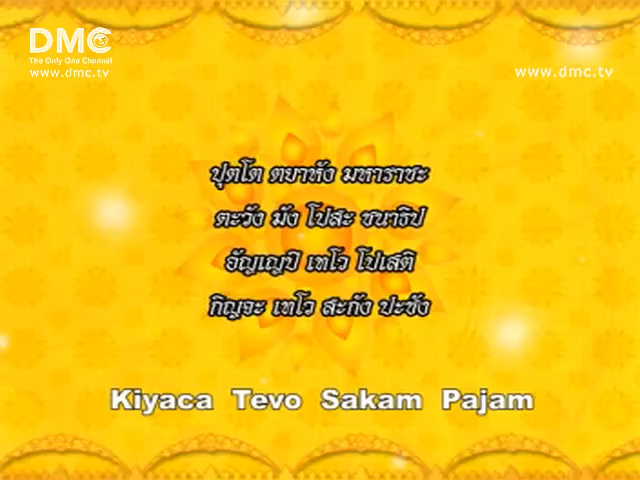 DMC
The Only One Channel
www.dmc.tv
www.dmc.tv
ปุตโต ตยาหัง มหาราชะ
ตะวัง มัง โปสะ ชนาธิป
อัญเญปิ เทโว โปเสติ
กิญจะ เทโว สะกัง ปะชัง
Kiyaca Tevo Sakam Pajam